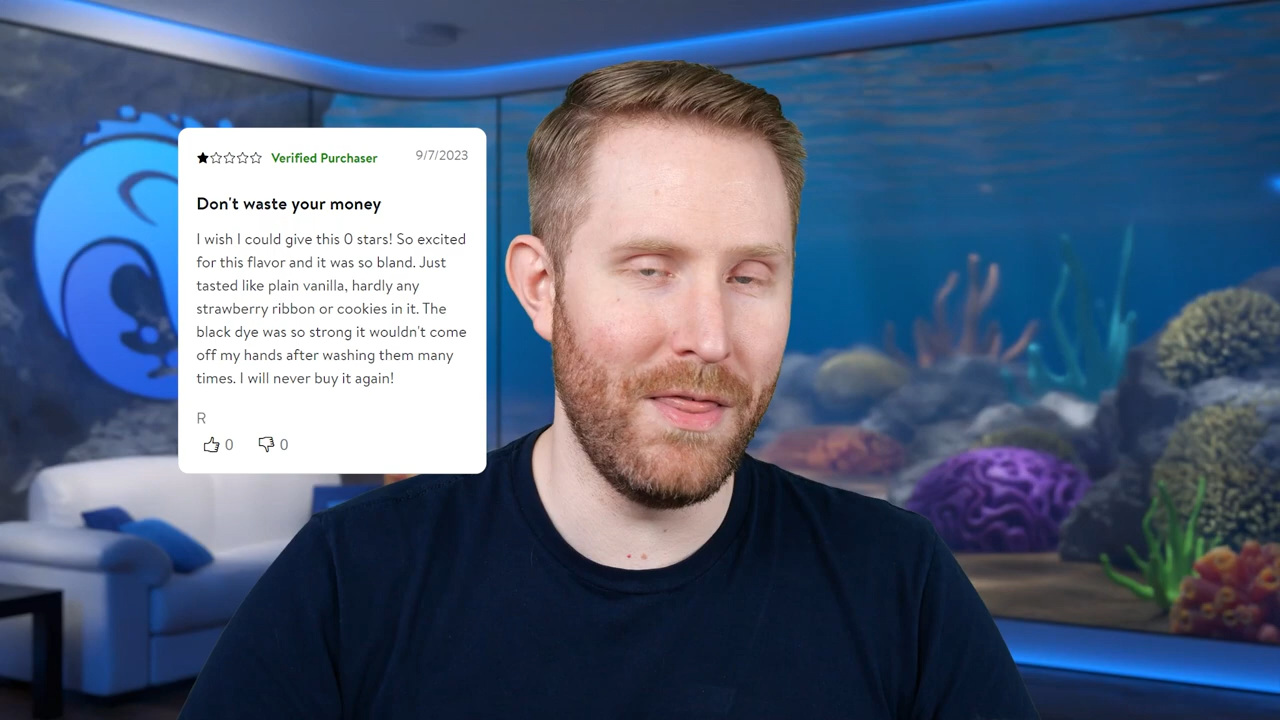 Verified Purchaser
9/7/2023
Don't waste your money
I wish I could give this 0 stars! So excited
for this flavor and it was so bland. Just
tasted like plain vanilla, hardly any
strawberry ribbon or cookies in it. The
black dye was so strong it wouldn't come
off my hands after washing them many
times. I will never buy it again!
R
0 0